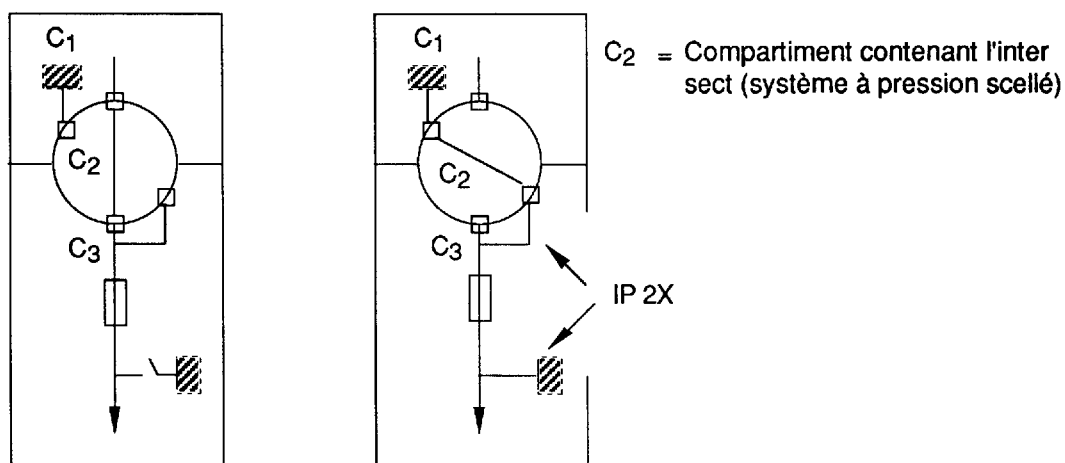 C1
C2
C3
C1
C2
C3
IP 2X
C2 = Compartiment contenant l'inter
sect (système à pression scellé)